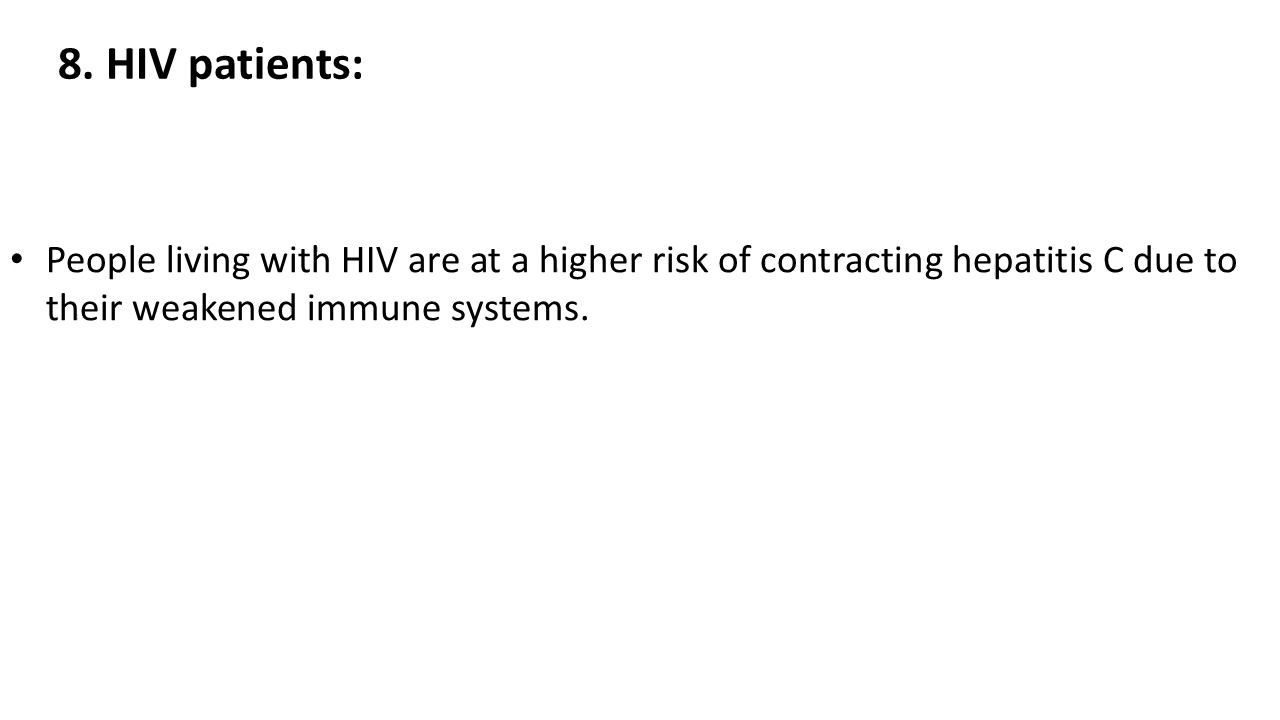 8. HIV patients:
• People living with HIV are at a higher risk of contracting hepatitis C due to
their weakened immune systems.